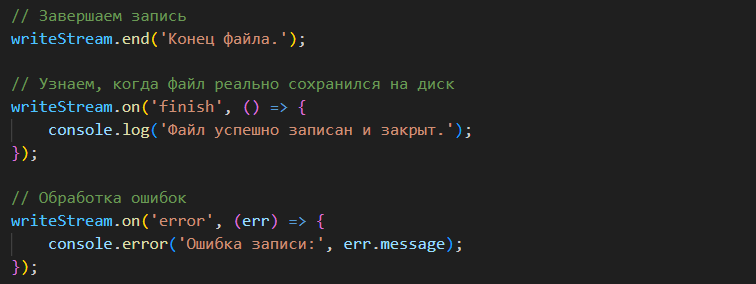 // Завершаем запись
writeStream.end('Конец файла.');
// Узнаем, когда файл реально сохранился на диск
writeStream.on('finish', () => {
    console.log('Файл успешно записан и закрыт.');
});
// Обработка ошибок
writeStream.on('error', (err) => {
    console.error('Ошибка записи:', err.message);
});